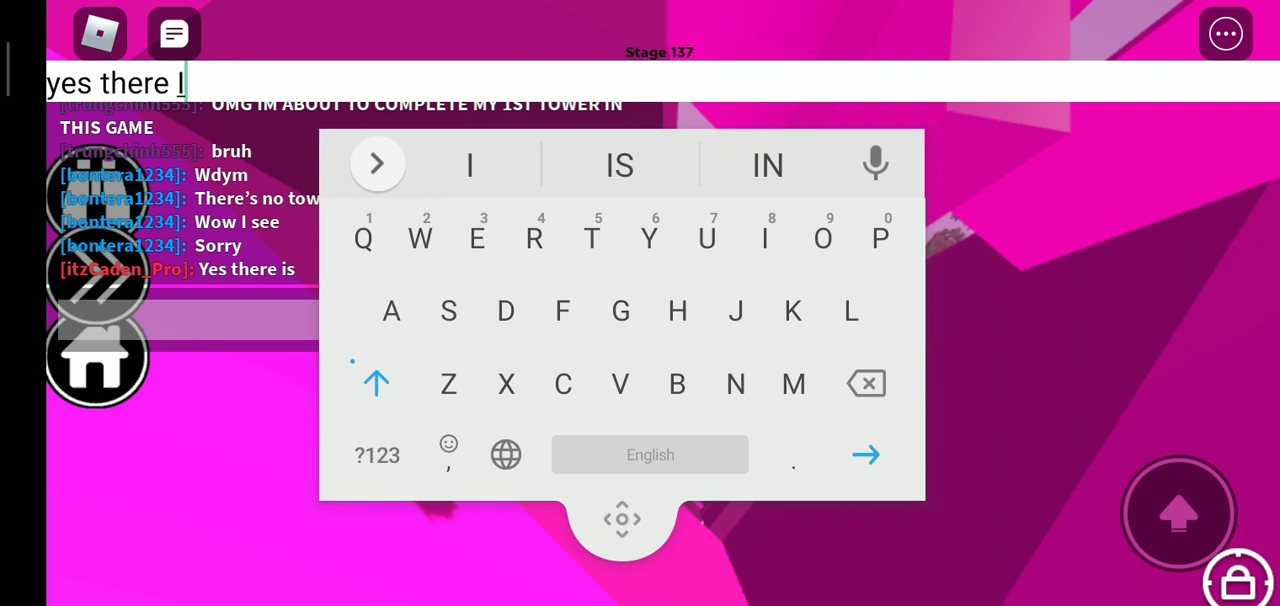 Stage 137
yes there I
[trungchinh555]: OMG IM ABOUT TO COMPLETE MY 1ST TOWER IN
THIS GAME
[trungchinh555]: bruh
[bontera1234]: Wdym
[bontera1234]: There’s no tow
[bontera1234]: Wow I see
[bontera1234]: Sorry
[itzCaden_Pro]: Yes there is
I IS IN
1 2 3 4 5 6 7 8 9 0
Q W E R T Y U I O P
A S D F G H J K L
Z X C V B N M
?123 , English .